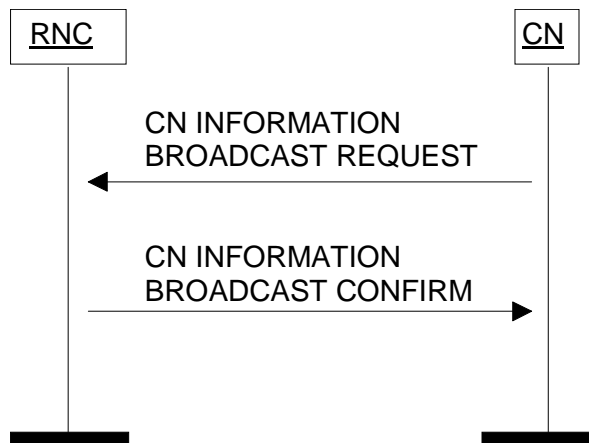 RNC
CN
CN INFORMATION
BROADCAST REQUEST
CN INFORMATION
BROADCAST CONFIRM